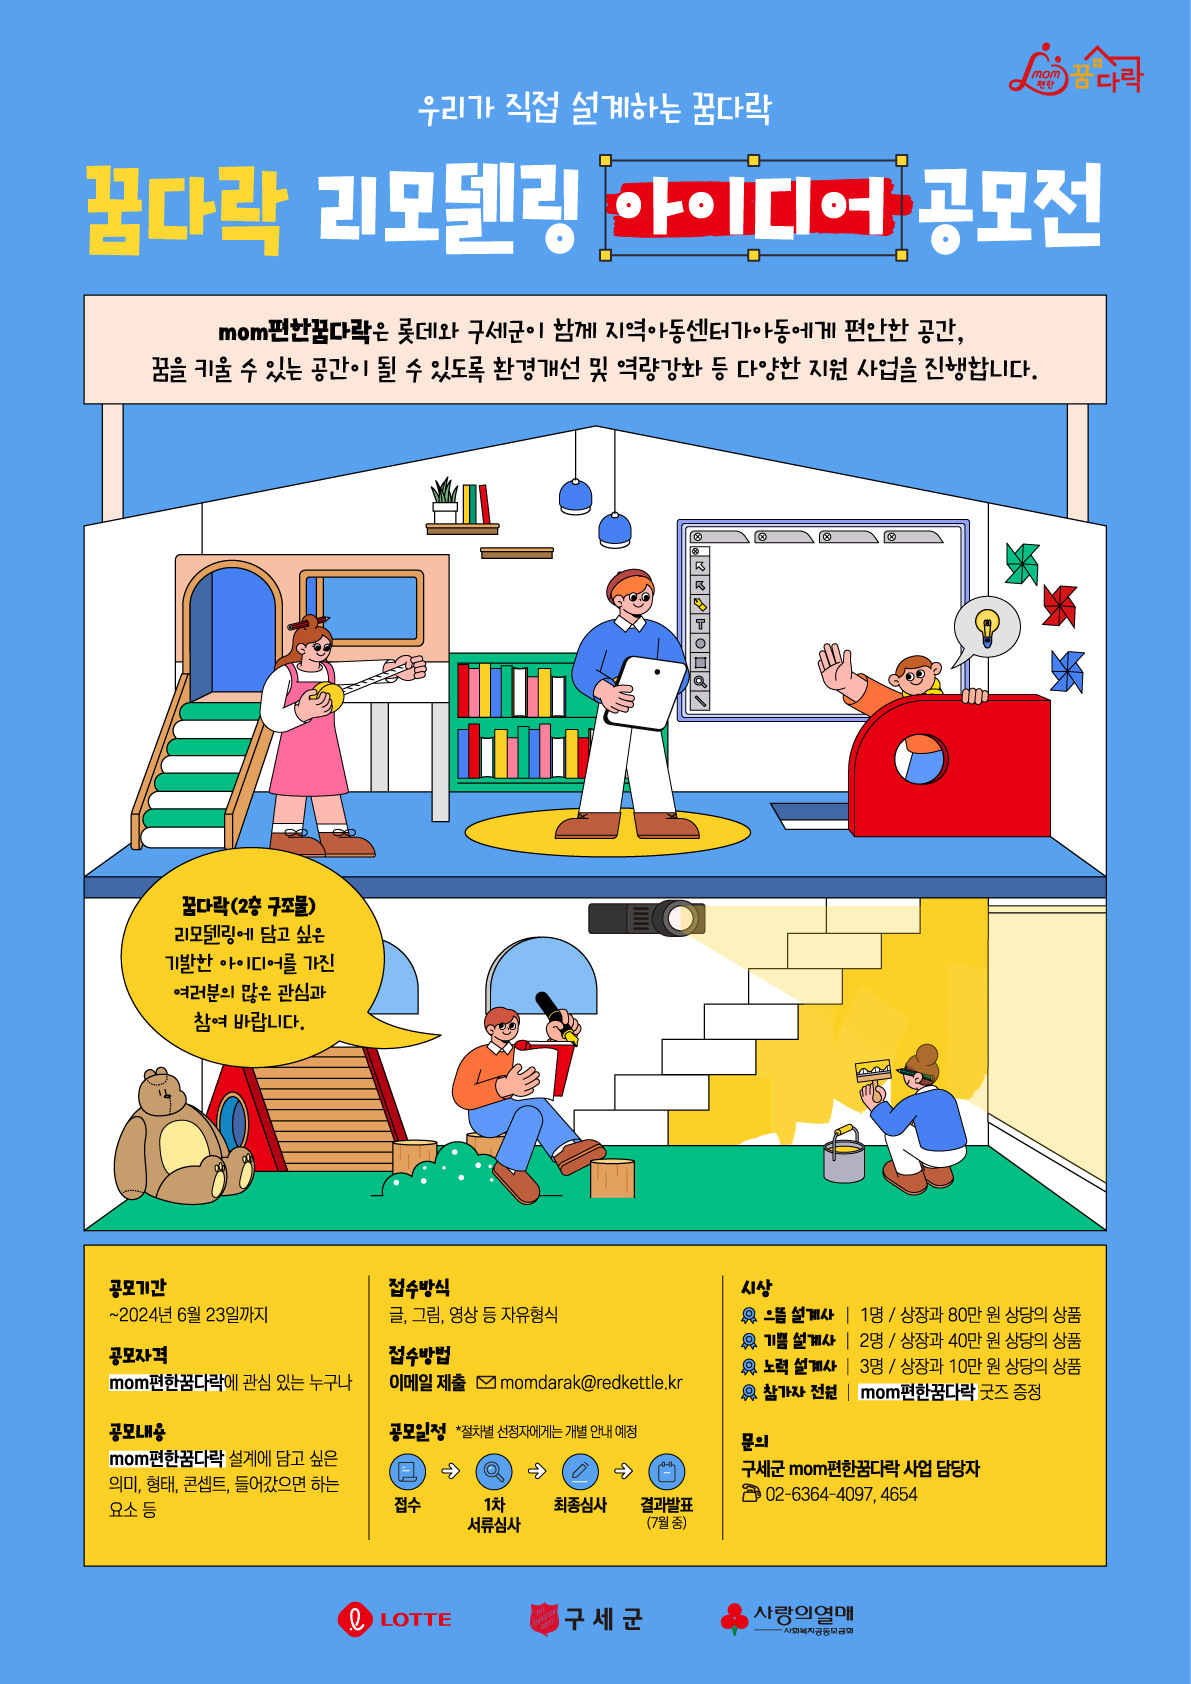 mom
편한
꿈다락
우리가 직접 설계하는 꿈다락
꿈다락 리모델링 아이디어 공모전
mom편한꿈다락은 롯데와 구세군이 함께 지역아동센터가아동에게 편안한 공간,
꿈을 키울 수 있는 공간이 될 수 있도록 환경개선 및 역량강화 등 다양한 지원 사업을 진행합니다.
T
꿈다락(2층 구조물)
리모델링에 담고 싶은
기발한 아이디어를 가진
여러분의 많은 관심과
참여 바랍니다.
공모기간
~2024년 6월 23일까지
공모자격
mom편한꿈다락에 관심 있는 누구나
공모내용
mom편한꿈다락 설계에 담고 싶은
의미, 형태, 콘셉트, 들어갔으면 하는
요소 등
접수방식
글, 그림, 영상 등 자유형식
접수방법
이메일 제출 momdarak@redkettle.kr
공모일정 *절차별 선정자에게는 개별 안내 예정
접수
1차
서류심사
최종심사
결과발표
(7월 중)
시상
으뜸 설계사 | 1명 / 상장과 80만 원 상당의 상품
기쁨 설계사 | 2명 / 상장과 40만 원 상당의 상품
노력 설계사 | 3명 / 상장과 10만 원 상당의 상품
참가자 전원 | mom편한꿈다락 굿즈 증정
문의
구세군 mom편한꿈다락 사업 담당자
02-6364-4097, 4654
LOTTE
구세군
사랑의열매
사회복지공동모금회